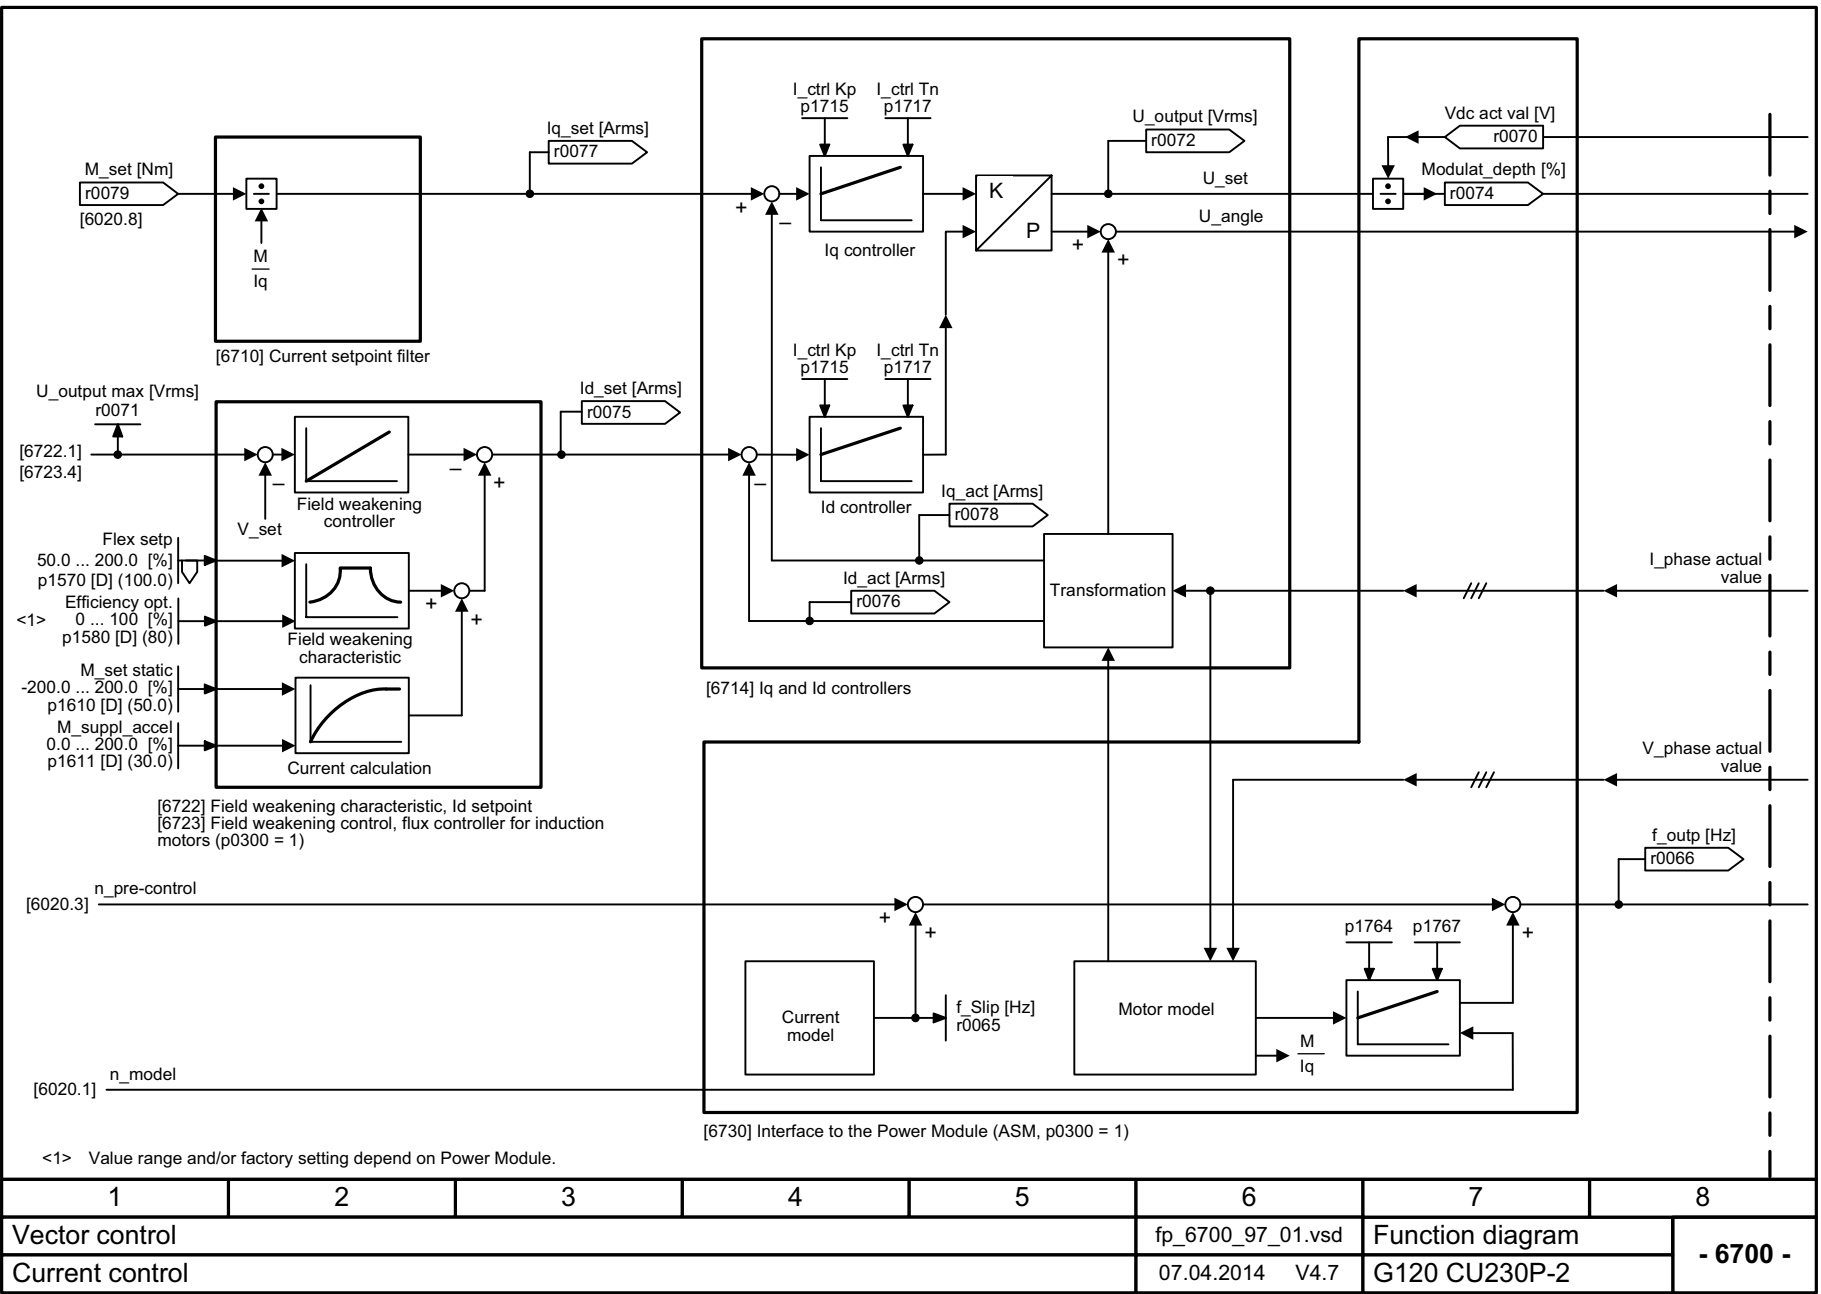 M_set [Nm]
r0079
[6020.8]
÷
M
Iq
[6710] Current setpoint filter
Iq_set [Arms]
r0077
I_ctrl Kp
p1715
I_ctrl Tn
p1717
+
–
Iq controller
K
P
U_output [Vrms]
r0072
U_set
U_angle
+
+
Vdc act val [V]
r0070
÷
Modulat_depth [%]
r0074
U_output max [Vrms]
r0071
[6722.1]
[6723.4]
–
V_set
Field weakening
controller
–
+
Id_set [Arms]
r0075
I_ctrl Kp
p1715
I_ctrl Tn
p1717
–
Id controller
Iq_act [Arms]
r0078
Id_act [Arms]
r0076
Transformation
I_phase actual
value
Flex setp
50.0 ... 200.0 [%]
p1570 [D] (100.0)
Efficiency opt.
<1> 0 ... 100 [%]
p1580 [D] (80)
Field weakening
characteristic
+
+
M_set static
-200.0 ... 200.0 [%]
p1610 [D] (50.0)
M_suppl_accel
0.0 ... 200.0 [%]
p1611 [D] (30.0)
Current calculation
[6722] Field weakening characteristic, Id setpoint
[6723] Field weakening control, flux controller for induction
motors (p0300 = 1)
[6714] Iq and Id controllers
V_phase actual
value
f_outp [Hz]
r0066
[6020.3]
n_pre-control
+
+
Current
model
f_Slip [Hz]
r0065
Motor model
M
Iq
p1764
p1767
+
[6020.1]
n_model
[6730] Interface to the Power Module (ASM, p0300 = 1)
<1> Value range and/or factory setting depend on Power Module.
1 2 3 4 5 6 7 8
Vector control
fp_6700_97_01.vsd
Function diagram
- 6700 -
Current control
07.04.2014 V4.7
G120 CU230P-2